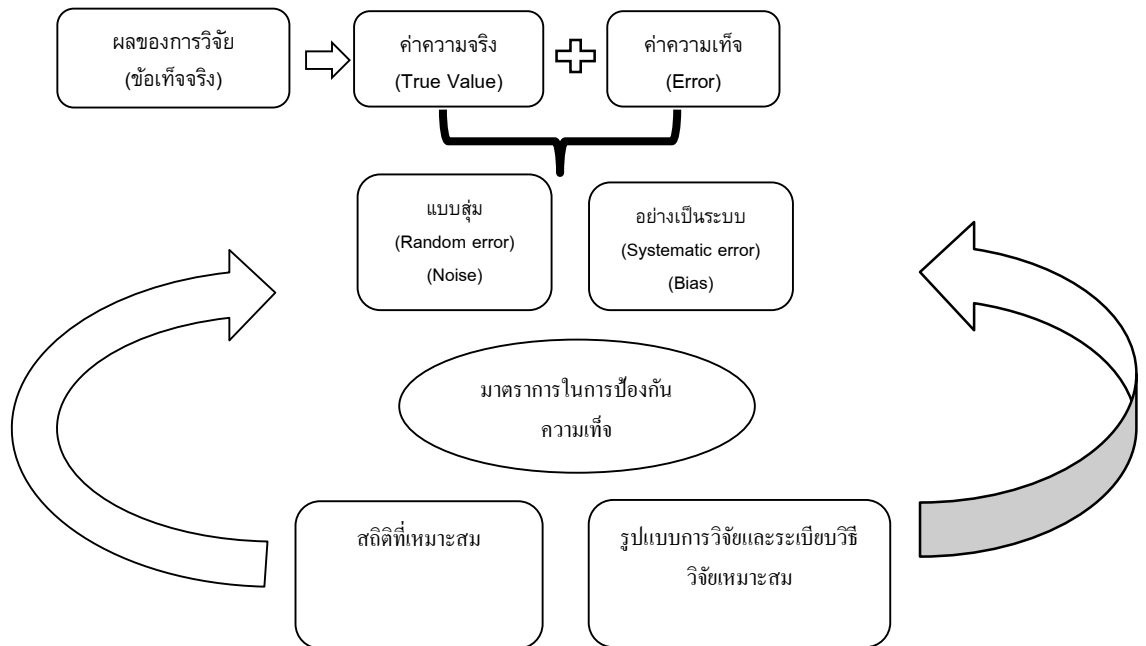 ผลของการวิจัย
(ข้อเท็จจริง)
ค่าความจริง
(True Value)
ค่าความเท็จ
(Error)
แบบสุ่ม
(Random error)
(Noise)
อย่างเป็นระบบ
(Systematic error)
(Bias)
มาตราการในการป้องกัน
ความเท็จ
สถิติที่เหมาะสม
รูปแบบการวิจัยและระเบียบวิธี
วิจัยเหมาะสม